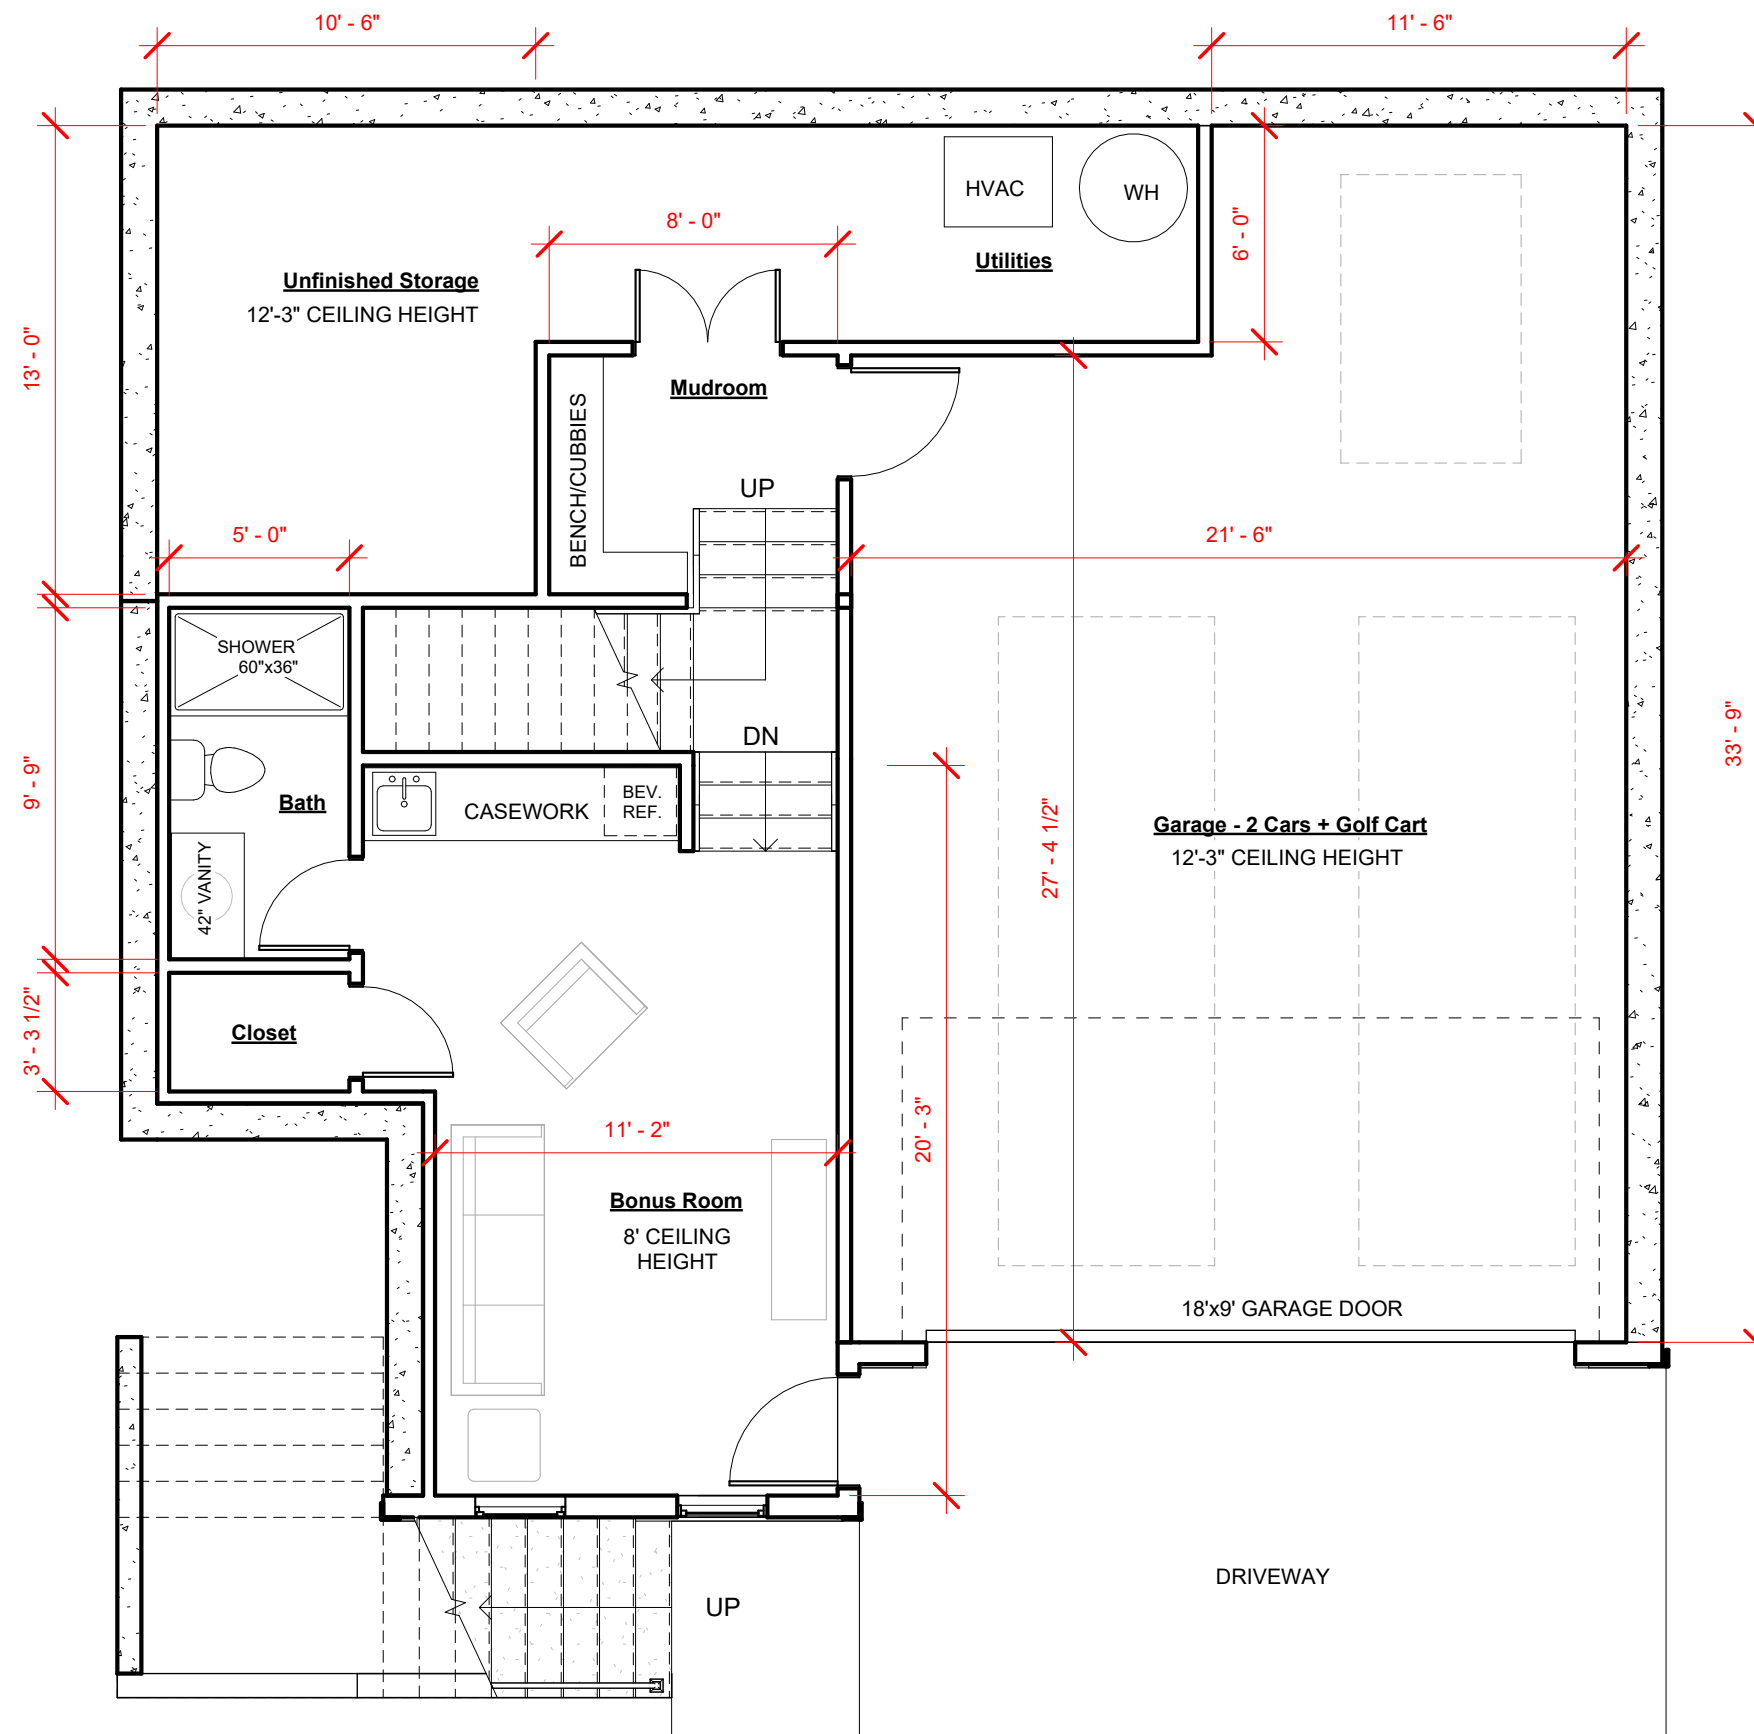 10' - 6"
11' - 6"
HVAC
WH
8' - 0"
6' - 0"
Utilities
Unfinished Storage
12'-3" CEILING HEIGHT
13' - 0"
Mudroom
BENCH/CUBBIES
UP
5' - 0"
21' - 6"
SHOWER
60"x36"
DN
33' - 9"
9' - 9"
Bath
CASEWORK
BEV.
REF.
27' - 4 1/2"
Garage - 2 Cars + Golf Cart
12'-3" CEILING HEIGHT
42" VANITY
3' - 3 1/2"
Closet
20' - 3"
11' - 2"
Bonus Room
8' CEILING
HEIGHT
18'x9' GARAGE DOOR
DRIVEWAY
UP